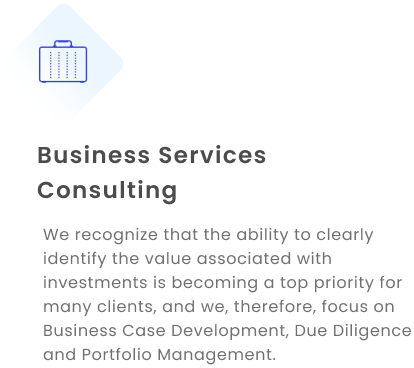 Business Services
Consulting
We recognize that the ability to clearly
identify the value associated with
investments is becoming a top priority for
many clients, and we, therefore, focus on
Business Case Development, Due Diligence
and Portfolio Management.